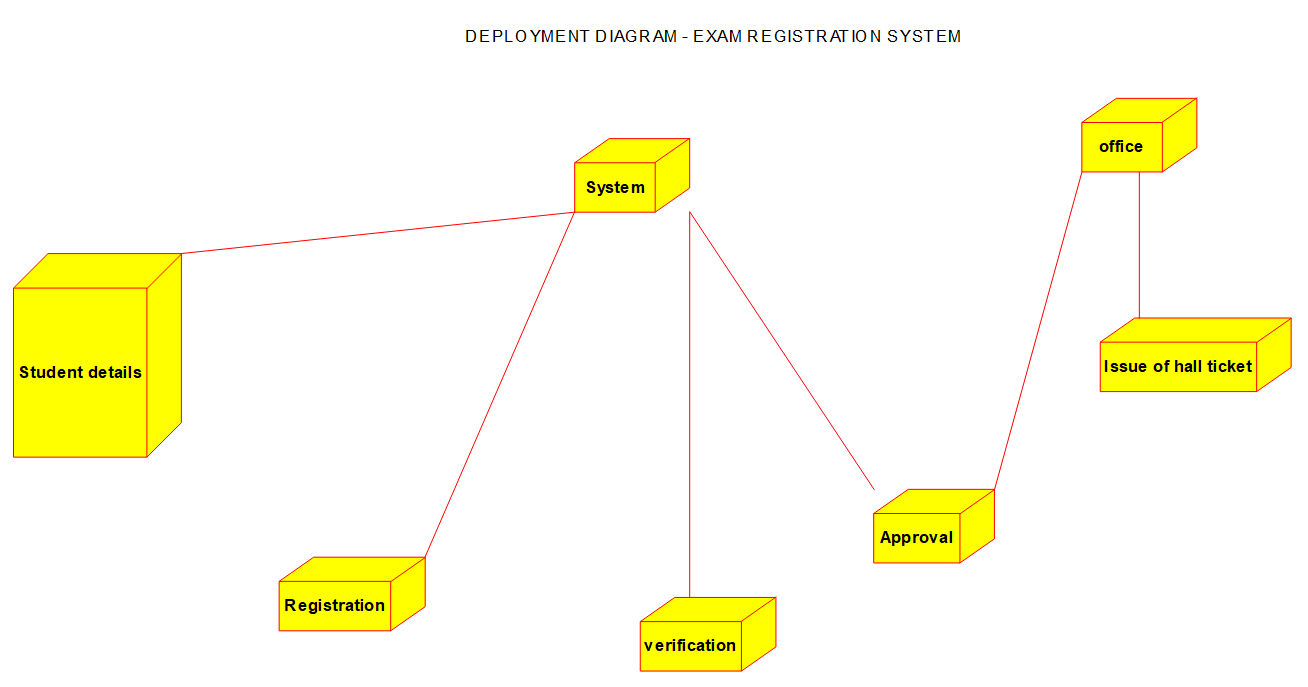 DEPLOYMENT DIAGRAM - EXAM REGISTRATION SYSTEM
office
System
Student details
Issue of hall ticket
Approval
Registration
verification